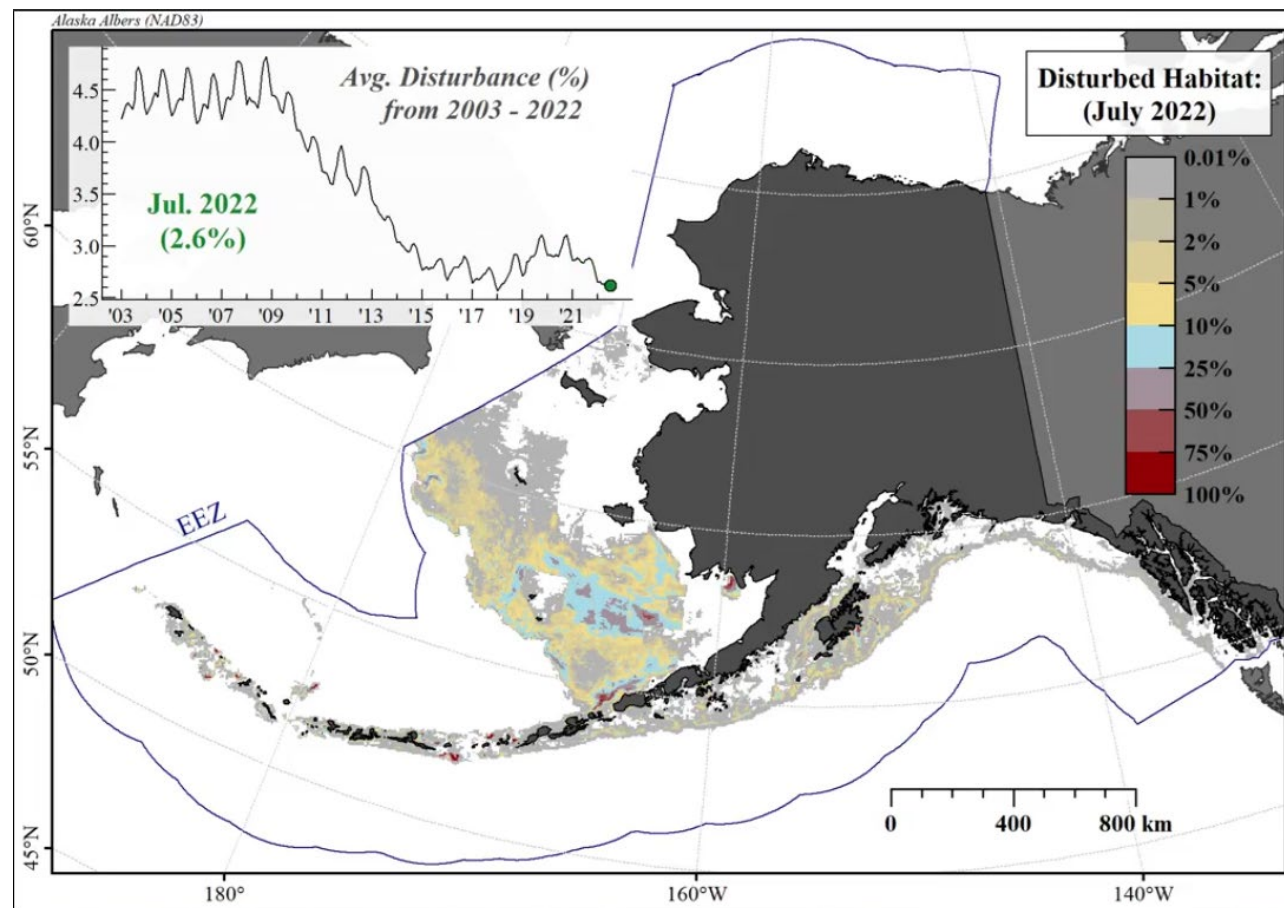 Alaska Albers (NAD83)
Avg. Disturbance (%)
from 2003 - 2022
4.5
4.0
3.5
3.0
2.5
Jul. 2022
(2.6%)
'03
'05
'07
'09
'11
'13
'15
'17
'19
'21
Disturbed Habitat:
(July 2022)
0.01%
1%
2%
5%
10%
25%
50%
75%
100%
60°N
55°N
50°N
45°N
EEZ
0
400
800 km
180°
160°W
140°W